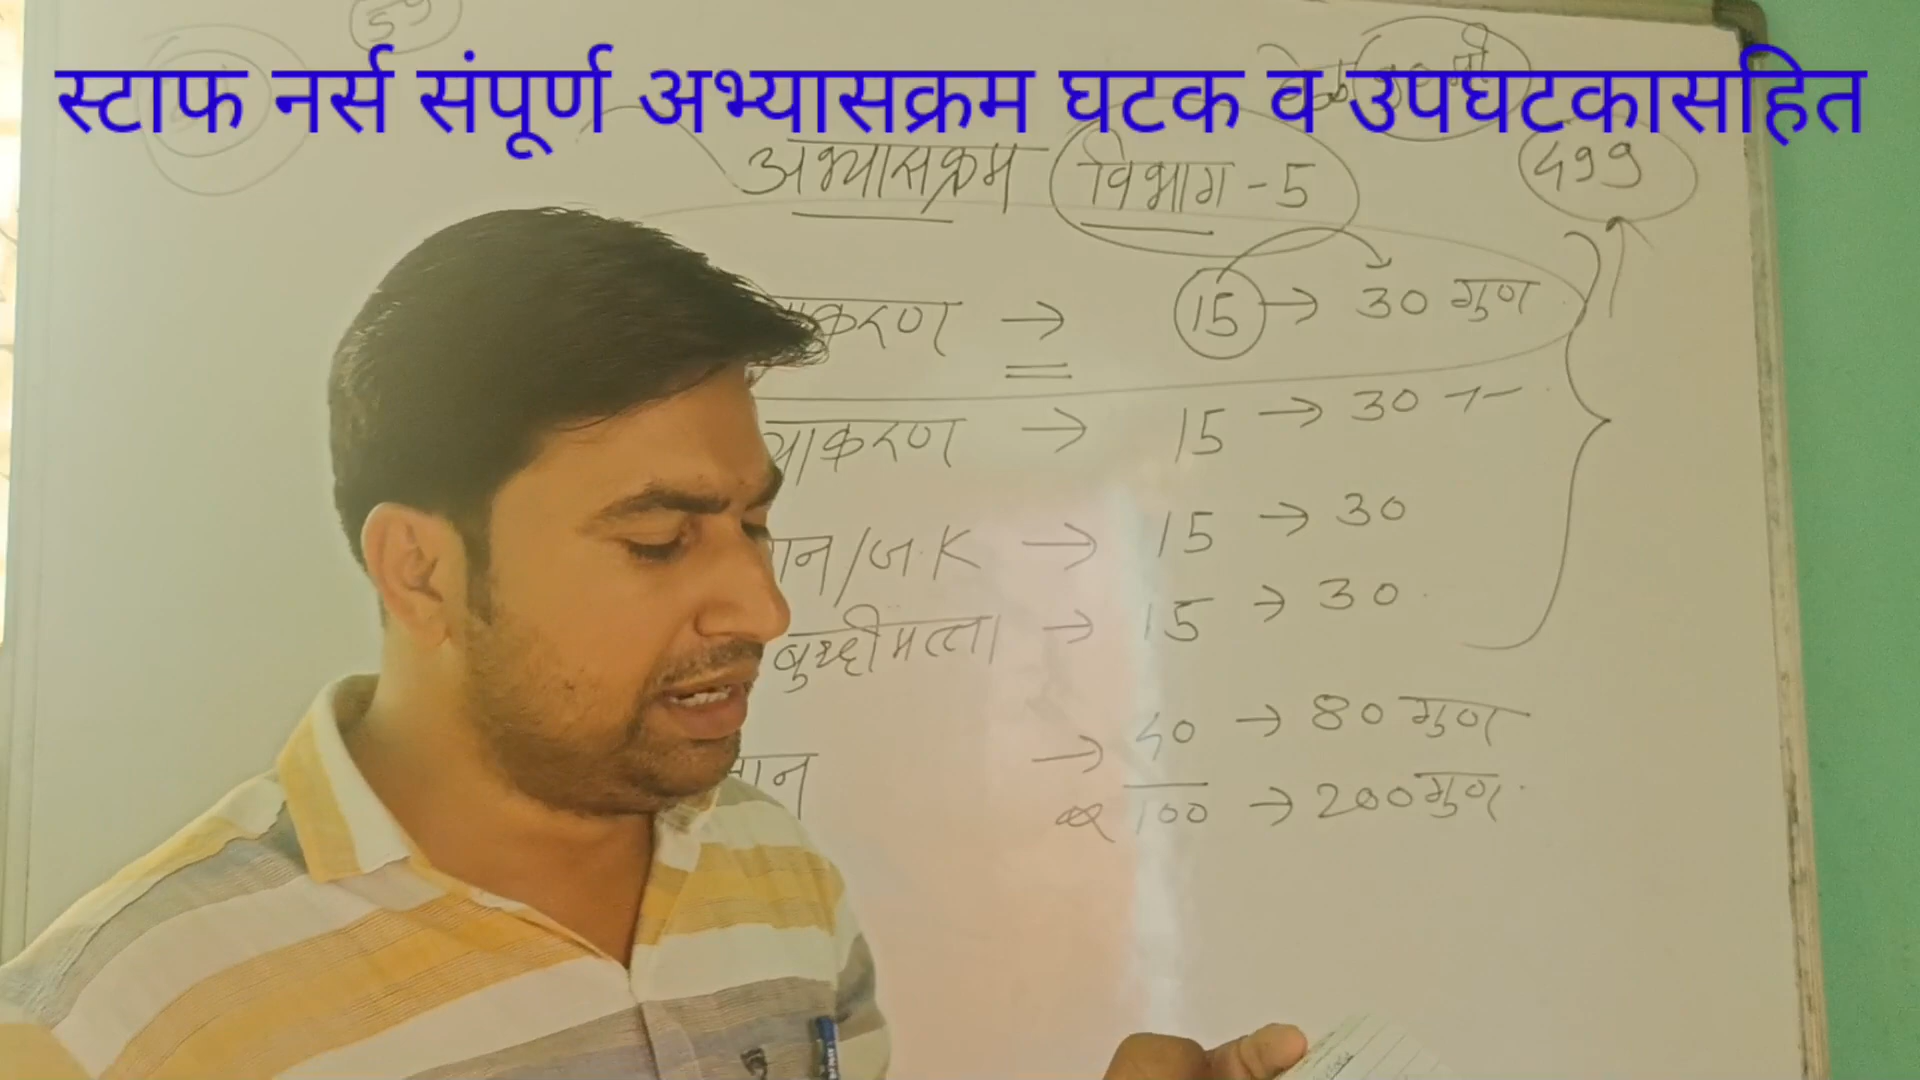 स्टाफ नर्स संपूर्ण अभ्यासक्रम घटक व उपघटकासहित
अभ्यासक्रम विभाग - 5
याकरण → 15 → 30 गुण
याकरण → 15 → 30 --
ान / ज.K → 15 → 30
बुध्दीमत्ता → 15 → 30
ान → 40 → 80 गुण
100 → 200 गुण